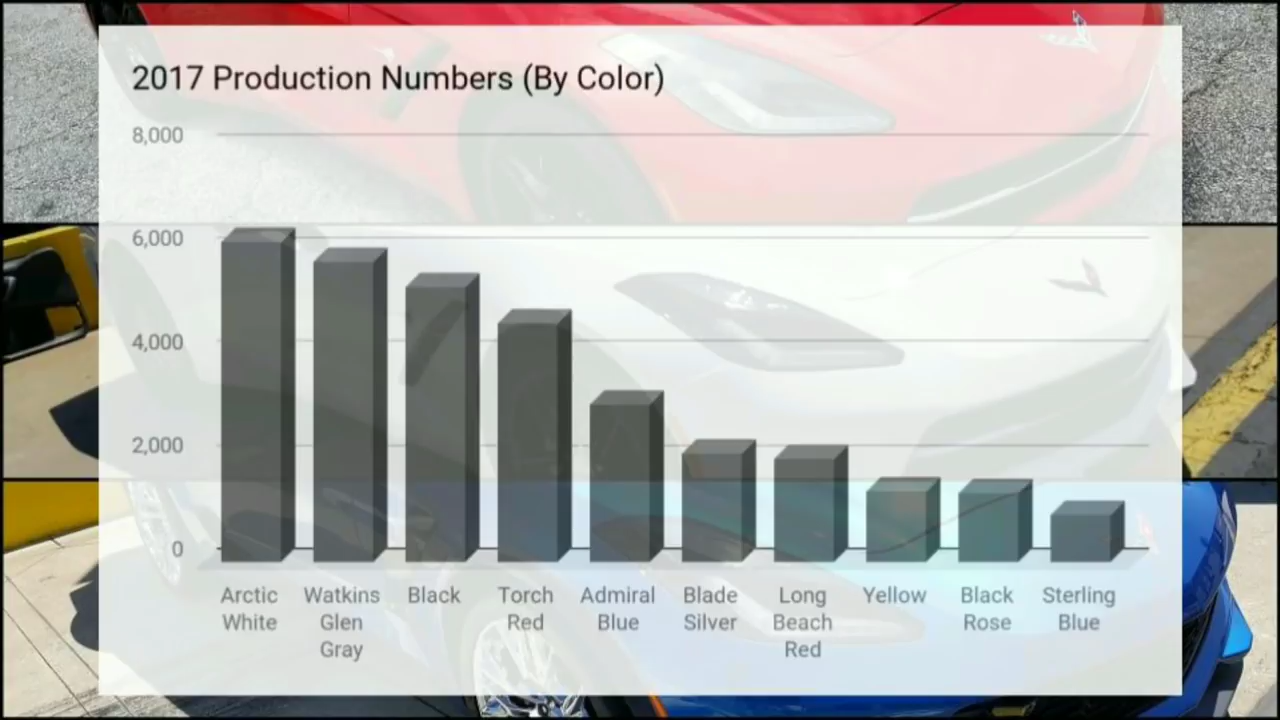 2017 Production Numbers (By Color)
8,000
6,000
4,000
2,000
0
Arctic White
Watkins Glen Gray
Black
Torch Red
Admiral Blue
Blade Silver
Long Beach Red
Yellow
Black Rose
Sterling Blue